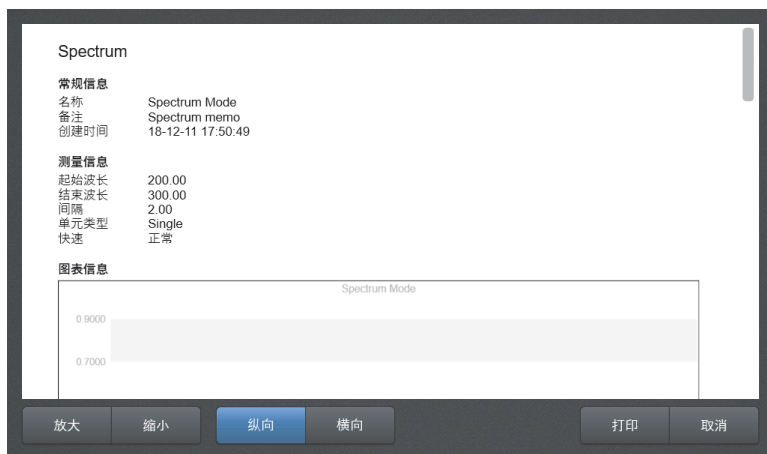 Spectrum
常规信息
名称 Spectrum Mode
备注 Spectrum memo
创建时间 18-12-11 17:50:49
测量信息
起始波长 200.00
结束波长 300.00
间隔 2.00
单元类型 Single
快速 正常
图表信息
Spectrum Mode
0.9000
0.7000
放大 缩小 纵向 横向 打印 取消